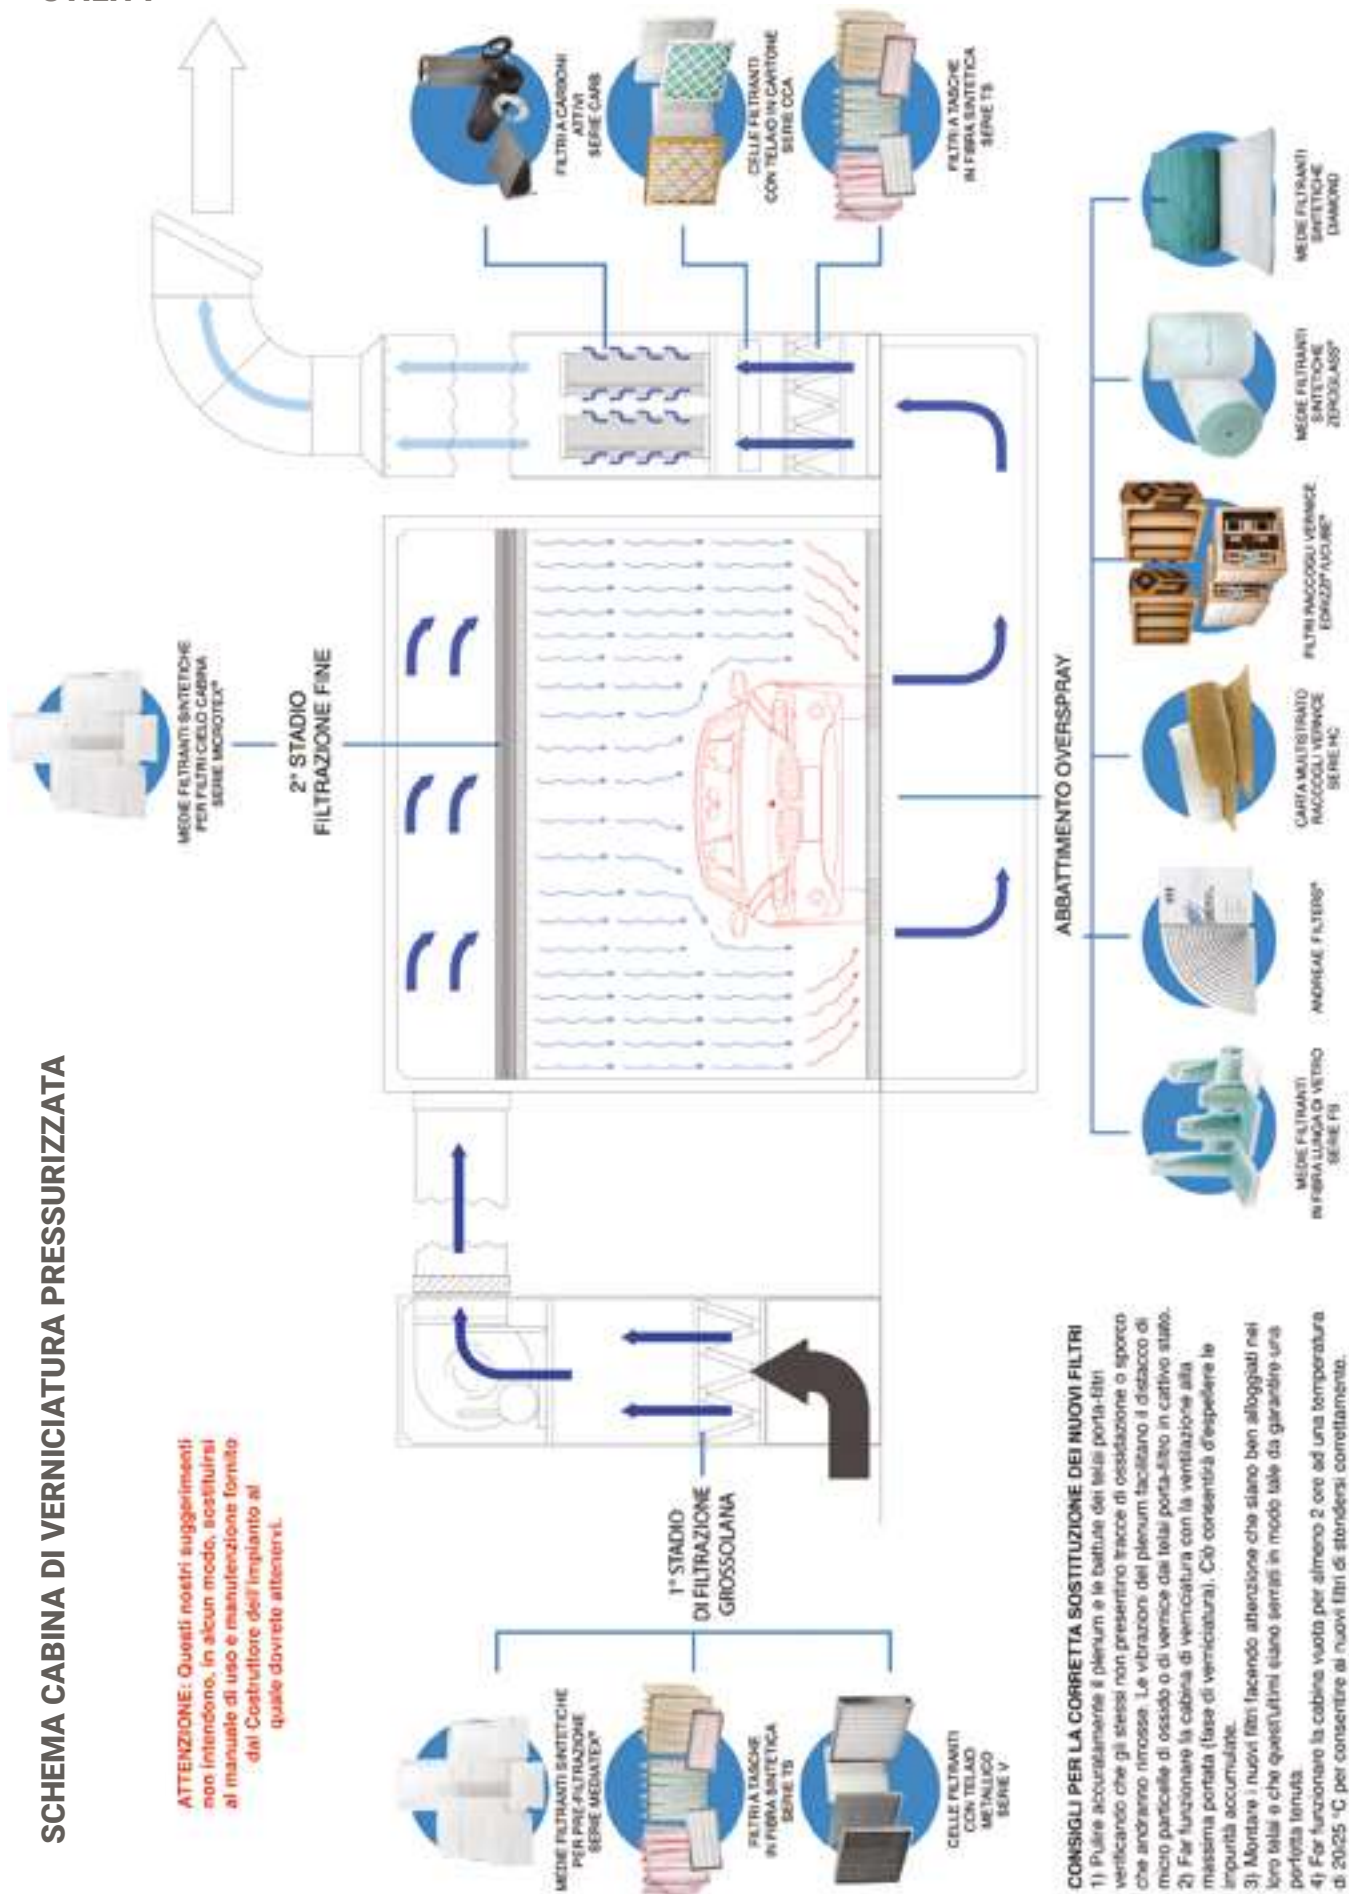 SCHEMA CABINA DI VERNICIATURA PRESSURIZZATA
ATTENZIONE: Questi nostri suggerimenti
non intendono, in alcun modo, sostituirsi
al manuale di uso e manutenzione fornito
dal Costruttore dell'impianto al
quale dovrete attenervi.
MEDIE FILTRANTI SINTETICHE
PER FILTRI CIELO CABINA
SERIE MICROTEX®
2° STADIO
FILTRAZIONE FINE
FILTRI A CARBONI
ATTIVI
SERIE CARB
CELLE FILTRANTI
CON TELAIO IN CARTONE
SERIE CCA
FILTRI A TASCHE
IN FIBRA SINTETICA
SERIE TS
1° STADIO
DI FILTRAZIONE
GROSSOLANA
MEDIE FILTRANTI SINTETICHE
PER PRE-FILTRAZIONE
SERIE MEDIATEX®
FILTRI A TASCHE
IN FIBRA SINTETICA
SERIE TS
CELLE FILTRANTI
CON TELAIO
METALLICO
SERIE V
ABBATTIMENTO OVERSPRAY
MEDIE FILTRANTI
IN FIBRA LUNGA DI VETRO
SERIE FS
ANDREAE FILTERS®
CARTA MULTISTRATO
RACCOGLI VERNICE
SERIE HC
FILTRI RACCOGLI VERNICE
EDRIZZI®/UCUBE®
MEDIE FILTRANTI
SINTETICHE
ZEROGLASS®
MEDIE FILTRANTI
SINTETICHE
DIAMOND
CONSIGLI PER LA CORRETTA SOSTITUZIONE DEI NUOVI FILTRI
1) Pulire accuratamente il plenum e le battute dei telai porta-filtri
verificando che gli stessi non presentino tracce di ossidazione o sporco
che andranno rimosse. Le vibrazioni del plenum facilitano il distacco di
micro particelle di ossido o di vernice dai telai porta-filtro in cattivo stato.
2) Far funzionare la cabina di verniciatura con la ventilazione alla
massima portata (fase di verniciatura). Ciò consentirà d'espellere le
impurità accumulate.
3) Montare i nuovi filtri facendo attenzione che siano ben alloggiati nei
loro telai e che quest'ultimi siano serrati in modo tale da garantire una
perfetta tenuta.
4) Far funzionare la cabina vuota per almeno 2 ore ad una temperatura
di 20÷25 °C per consentire ai nuovi filtri di stendersi correttamente.